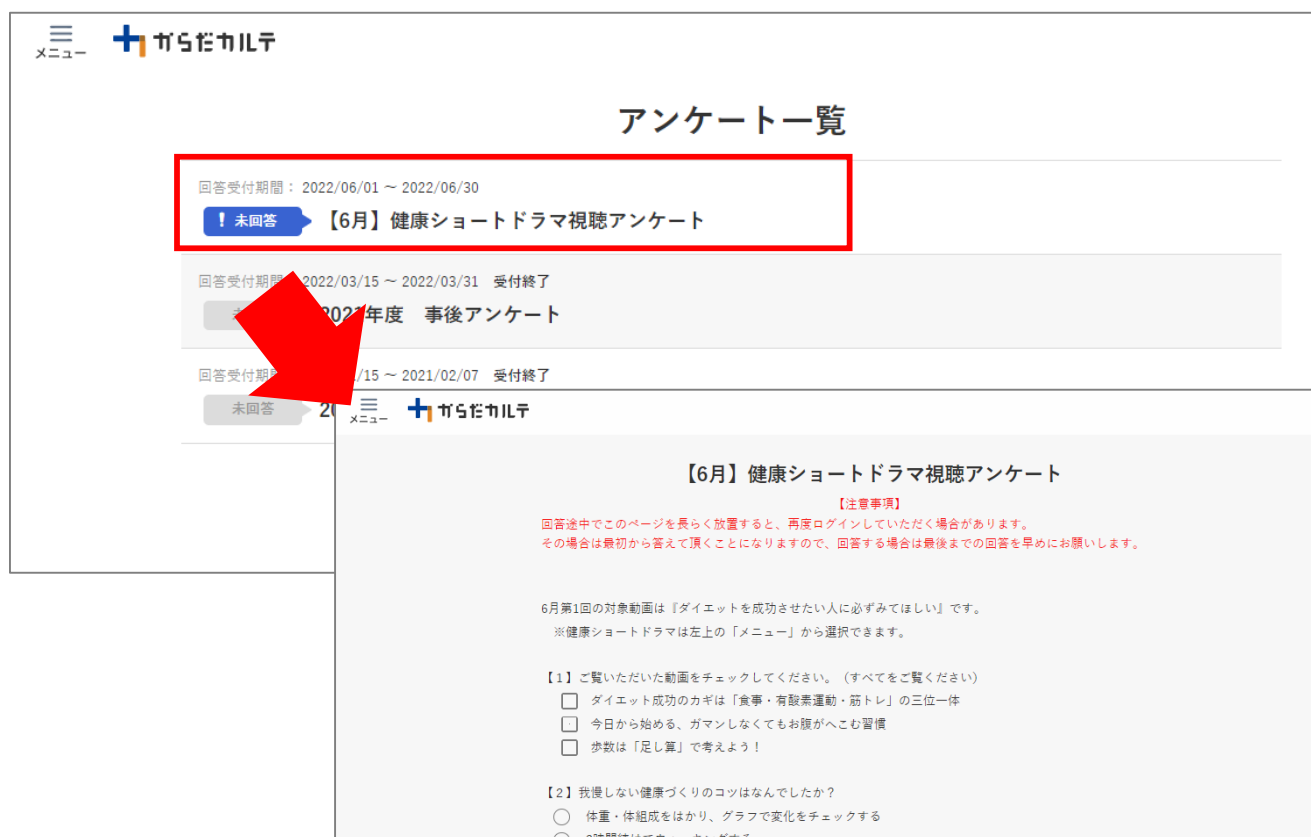 メニュー からだカルテ
アンケート一覧
回答受付期間： 2022/06/01 ～ 2022/06/30
! 未回答 【6月】健康ショートドラマ視聴アンケート
回答受付期間 2022/03/15 ～ 2022/03/31 受付終了
2021年度 事後アンケート
回答受付期 /15 ～ 2021/02/07 受付終了
未回答
メニュー からだカルテ
【6月】健康ショートドラマ視聴アンケート
【注意事項】
回答途中でこのページを長らく放置すると、再度ログインしていただく場合があります。
その場合は最初から答えて頂くことになりますので、回答する場合は最後までの回答を早めにお願いします。
6月第1回の対象動画は『ダイエットを成功させたい人に必ずみてほしい』です。
※健康ショートドラマは左上の「メニュー」から選択できます。
【1】ご覧いただいた動画をチェックしてください。（すべてをご覧ください）
ダイエット成功のカギは「食事・有酸素運動・筋トレ」の三位一体
今日から始める、ガマンしなくてもお腹がへこむ習慣
歩数は「足し算」で考えよう！
【2】我慢しない健康づくりのコツはなんでしたか？
体重・体組成をはかり、グラフで変化をチェックする